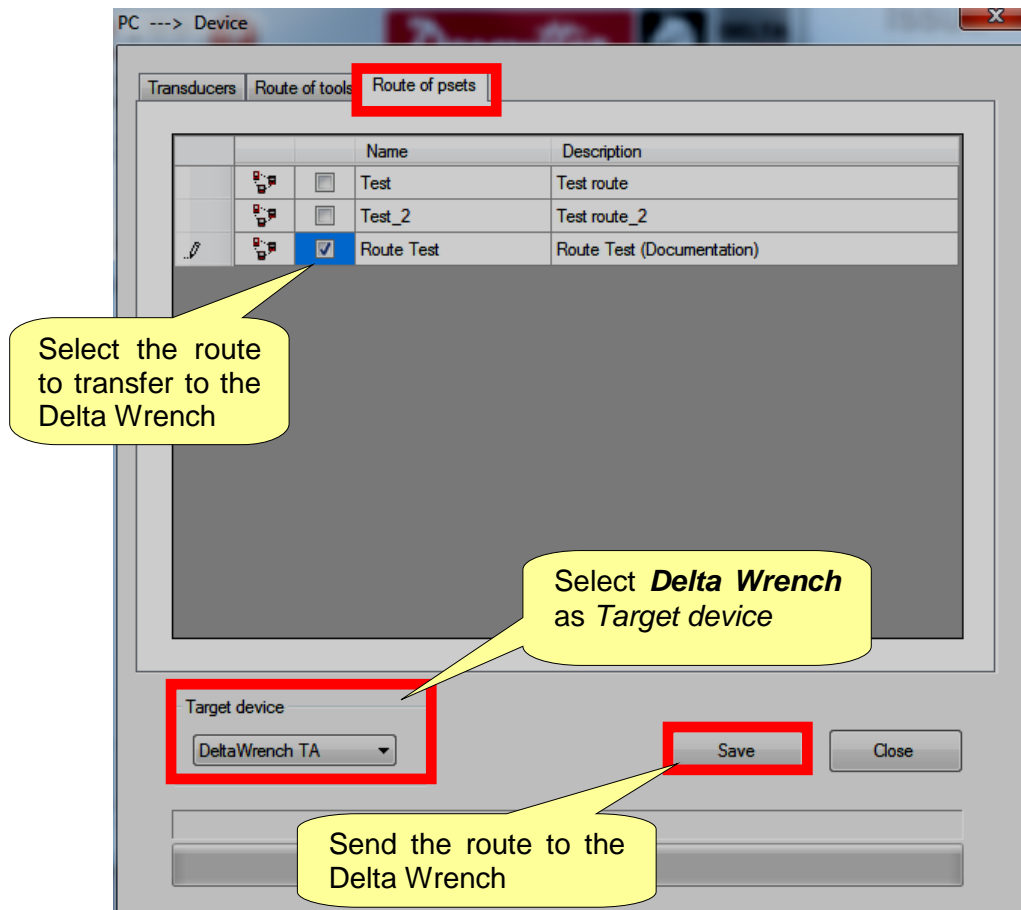 PC ---> Device
Transducers Route of tools Route of psets
Name Description
Test Test route
Test_2 Test route_2
Route Test Route Test (Documentation)
Select the route
to transfer to the
Delta Wrench
Select Delta Wrench
as Target device
Target device
DeltaWrench TA
Save Close
Send the route to the
Delta Wrench